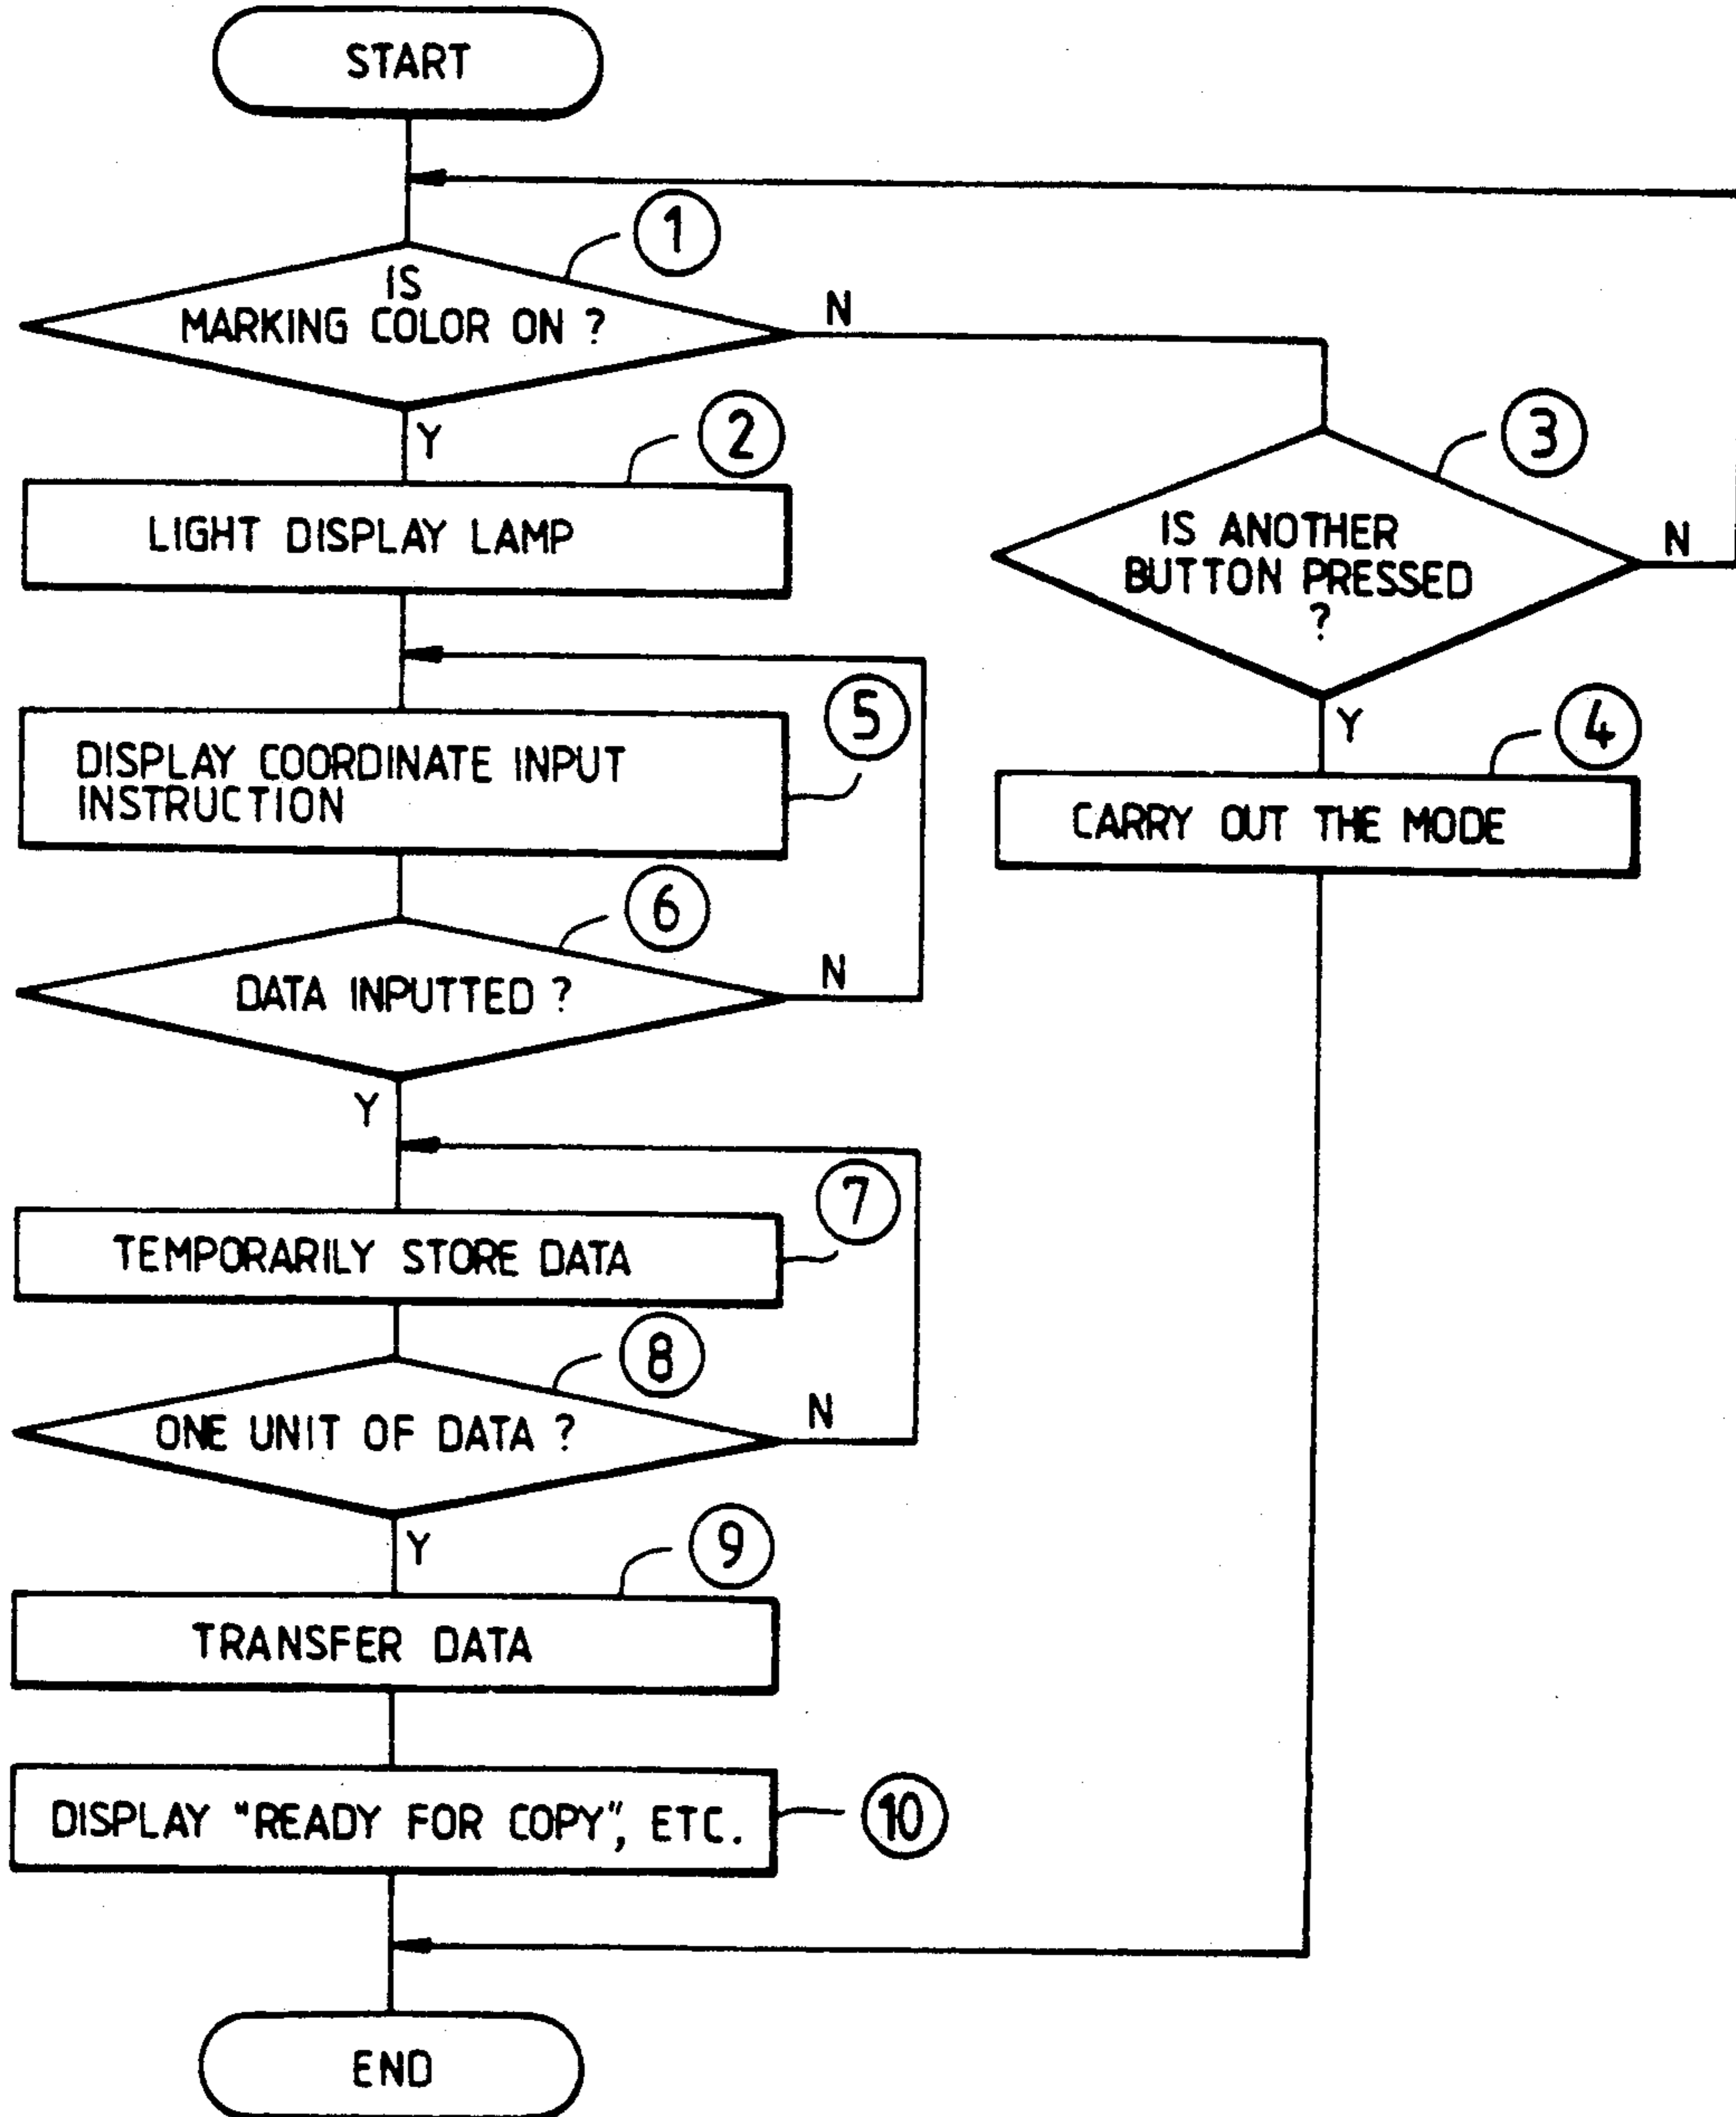 START
①
IS
MARKING COLOR ON ?
N
Y
②
LIGHT DISPLAY LAMP
③
IS ANOTHER
BUTTON PRESSED
?
N
Y
④
CARRY OUT THE MODE
⑤
DISPLAY COORDINATE INPUT
INSTRUCTION
⑥
DATA INPUTTED ?
N
Y
⑦
TEMPORARILY STORE DATA
⑧
ONE UNIT OF DATA ?
N
Y
⑨
TRANSFER DATA
DISPLAY "READY FOR COPY", ETC.
⑩
END